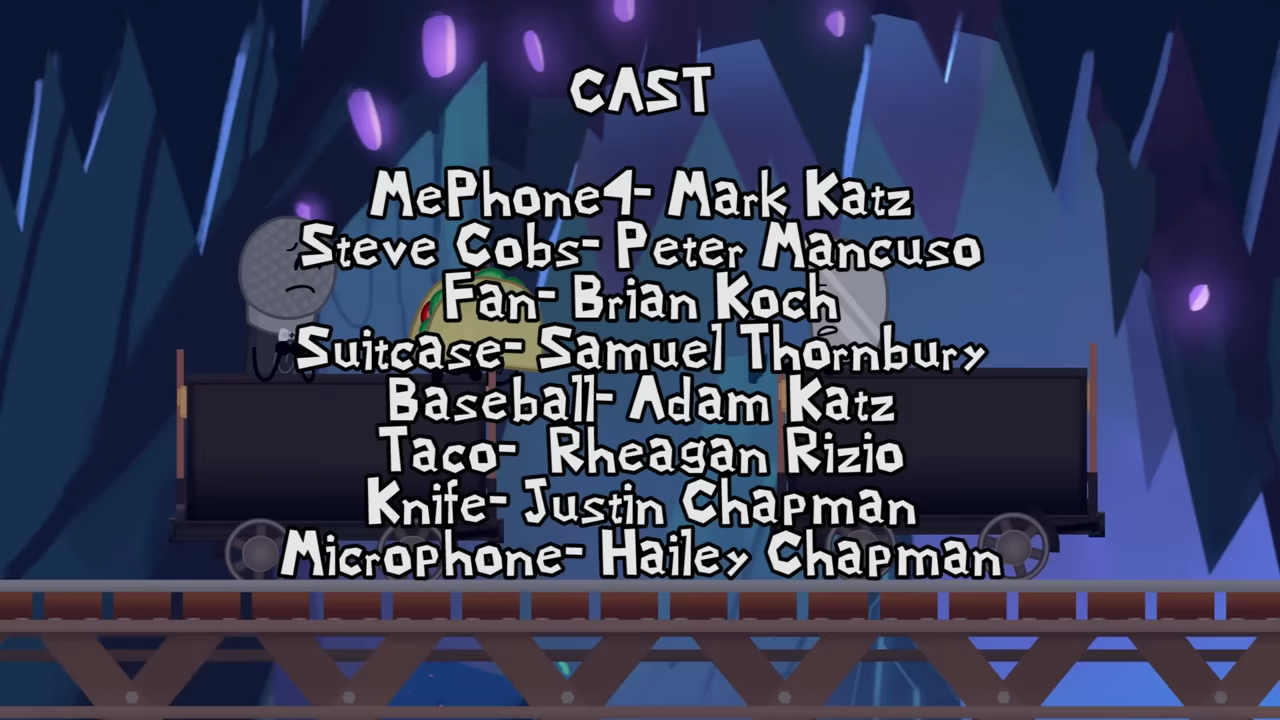 CAST
MePhone4- Mark Katz
Steve Cobs- Peter Mancuso
Fan- Brian Koch
Suitcase- Samuel Thornbury
Baseball- Adam Katz
Taco- Rheagan Rizio
Knife- Justin Chapman
Microphone- Hailey Chapman